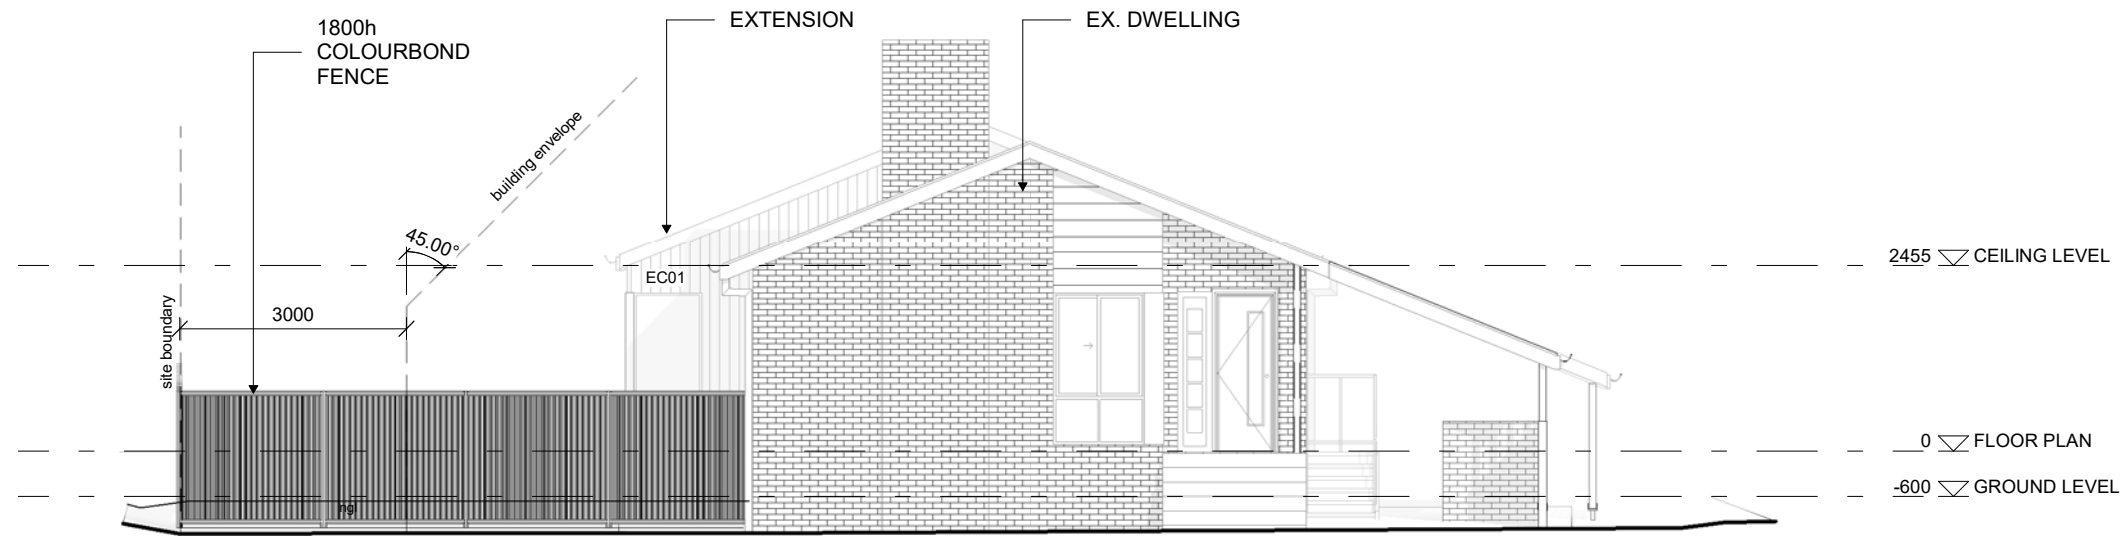 1800h
COLOURBOND
FENCE
EXTENSION
EX. DWELLING
building envelope
45.00°
EC01
2455 CEILING LEVEL
site boundary
3000
0 FLOOR PLAN
-600 GROUND LEVEL
ngl